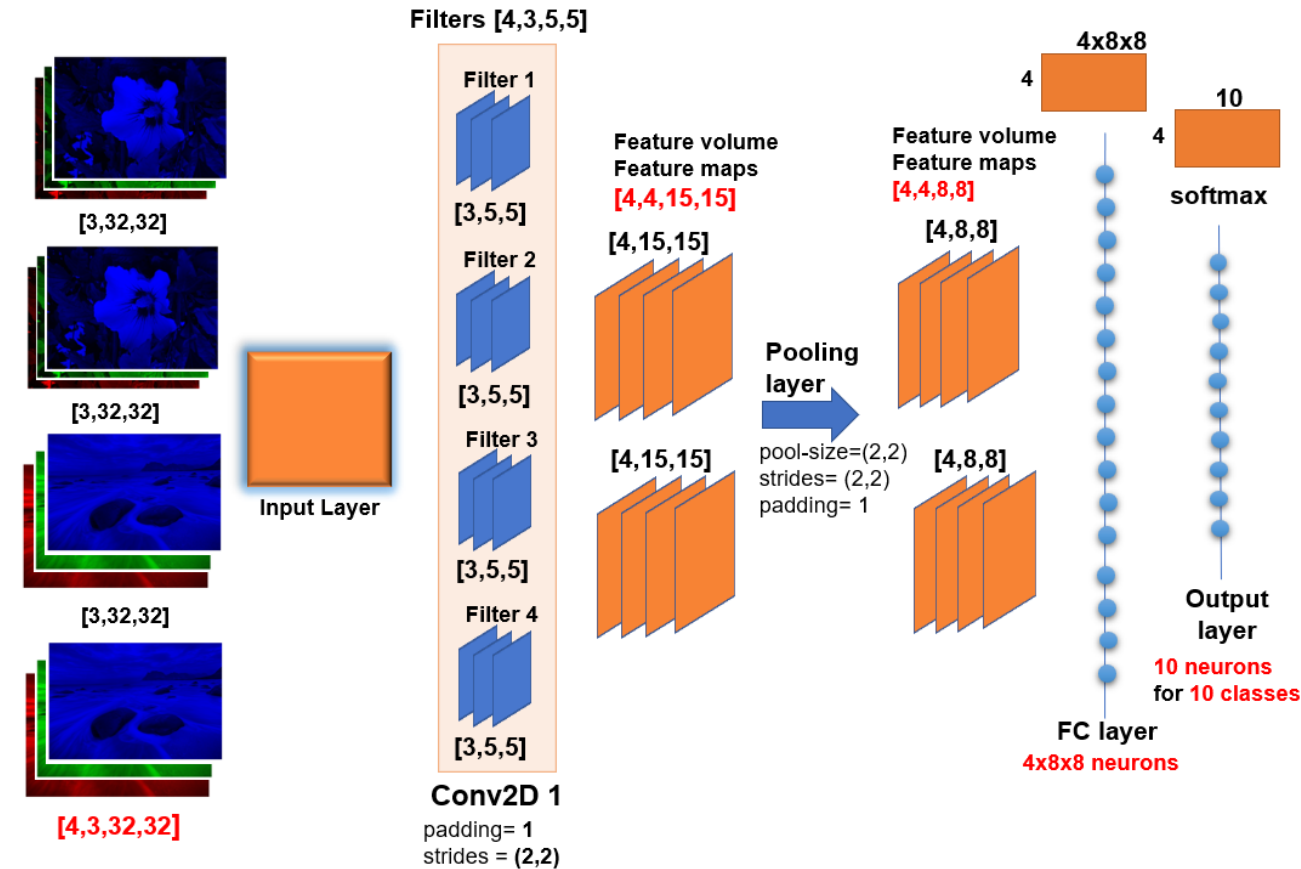 [3,32,32]
[3,32,32]
[3,32,32]
[4,3,32,32]
Input Layer
Filters [4,3,5,5]
Filter 1
[3,5,5]
Filter 2
[3,5,5]
Filter 3
[3,5,5]
Filter 4
[3,5,5]
Conv2D 1
padding= 1
strides = (2,2)
Feature volume
Feature maps
[4,4,15,15]
[4,15,15]
[4,15,15]
Pooling
layer
pool-size=(2,2)
strides= (2,2)
padding= 1
Feature volume
Feature maps
[4,4,8,8]
[4,8,8]
[4,8,8]
4x8x8
4
FC layer
4x8x8 neurons
10
4
softmax
Output
layer
10 neurons
for 10 classes